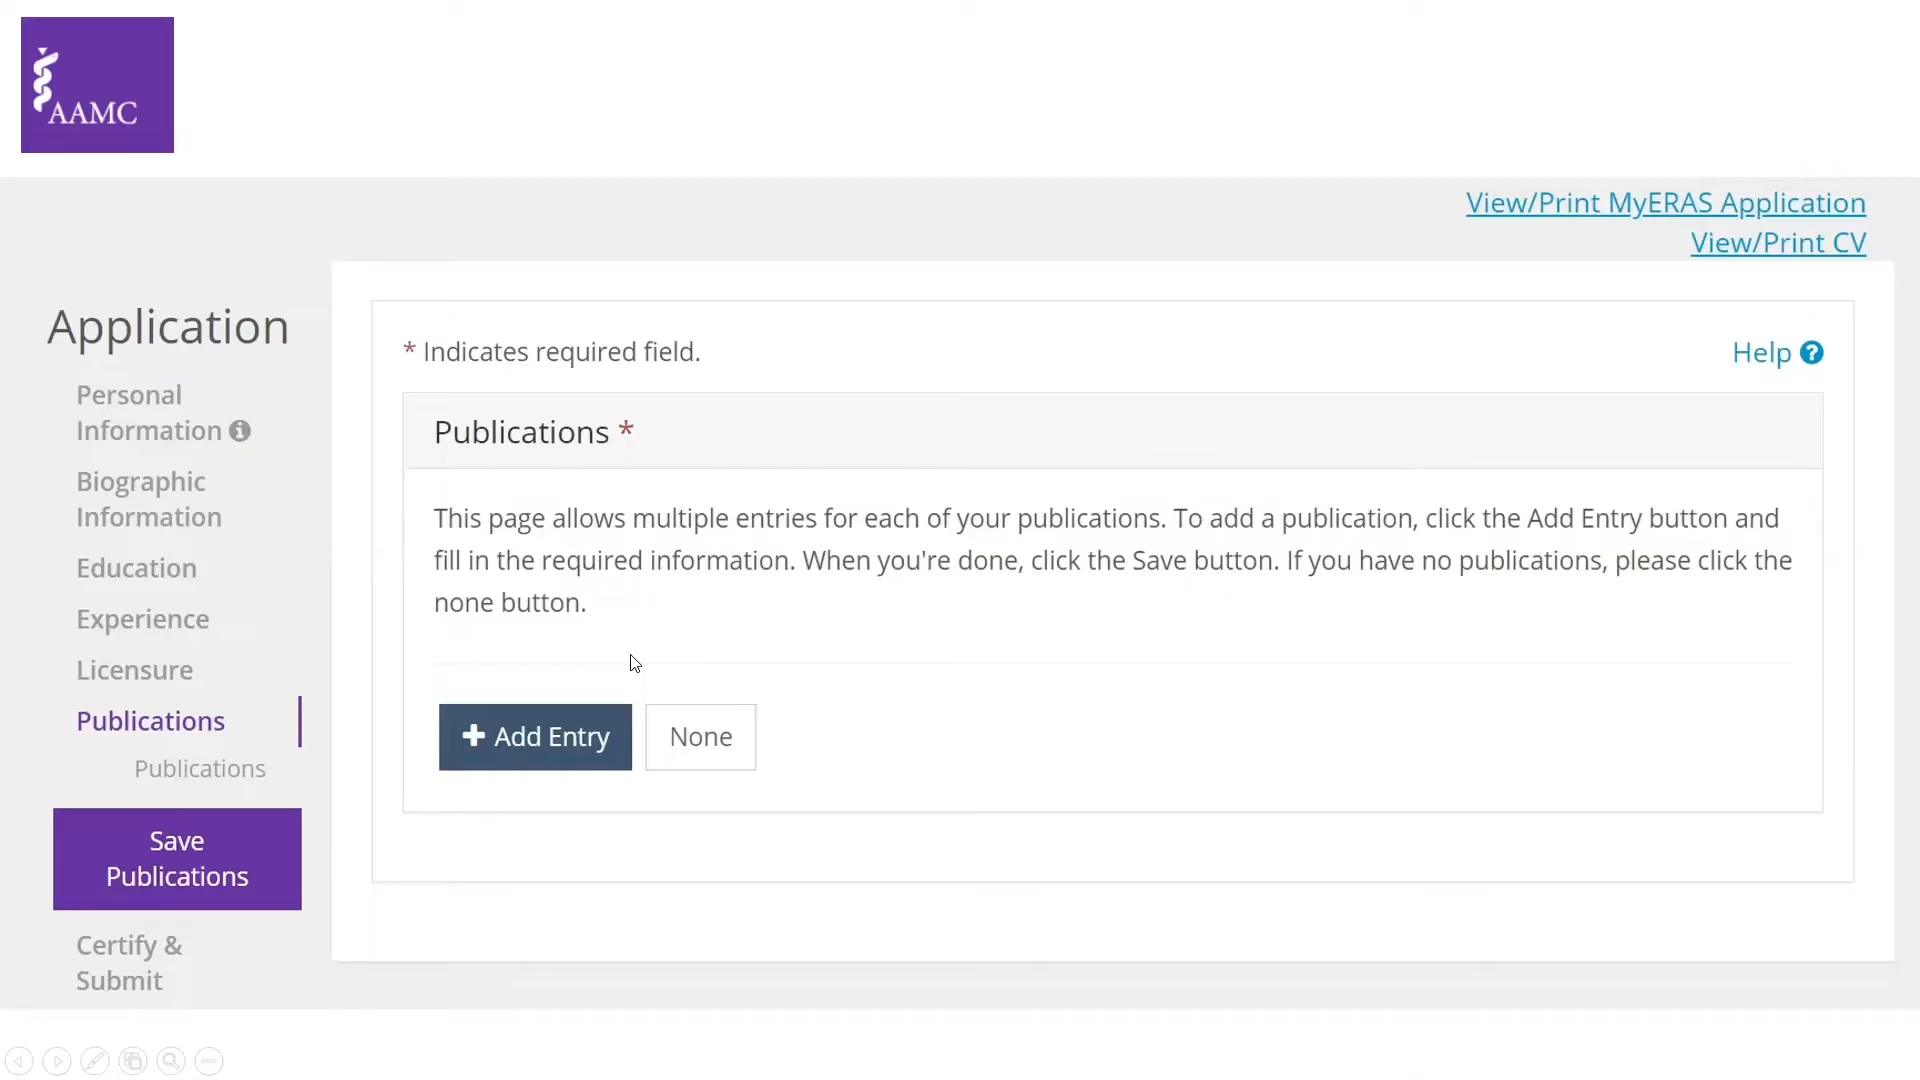 AAMC
View/Print MyERAS Application
View/Print CV
Application
Personal
Information
Biographic
Information
Education
Experience
Licensure
Publications
Publications
Save
Publications
Certify &
Submit
* Indicates required field.
Help
Publications *
This page allows multiple entries for each of your publications. To add a publication, click the Add Entry button and
fill in the required information. When you're done, click the Save button. If you have no publications, please click the
none button.
Add Entry
None